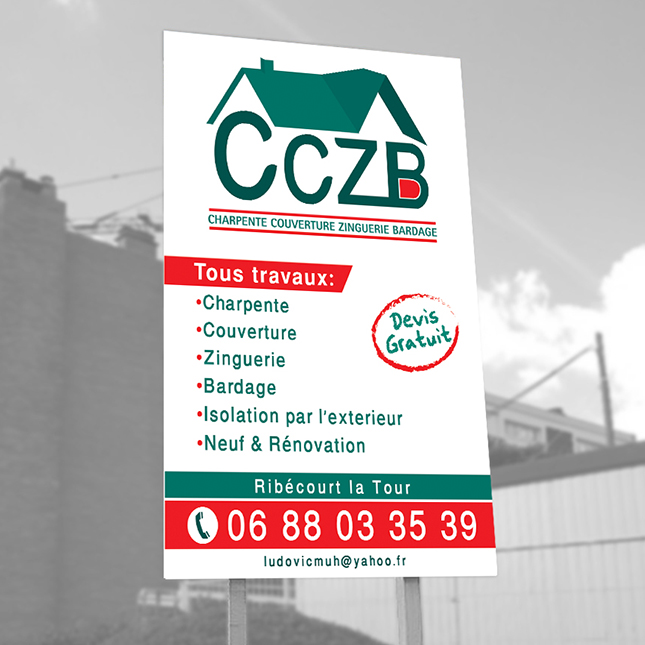 CCZB
CHARPENTE COUVERTURE ZINGUERIE BARDAGE
Tous travaux:
•Charpente
•Couverture
•Zinguerie
•Bardage
•Isolation par l'exterieur
•Neuf & Rénovation
Devis
Gratuit
Ribécourt la Tour
06 88 03 35 39
ludovicmuh@yahoo.fr